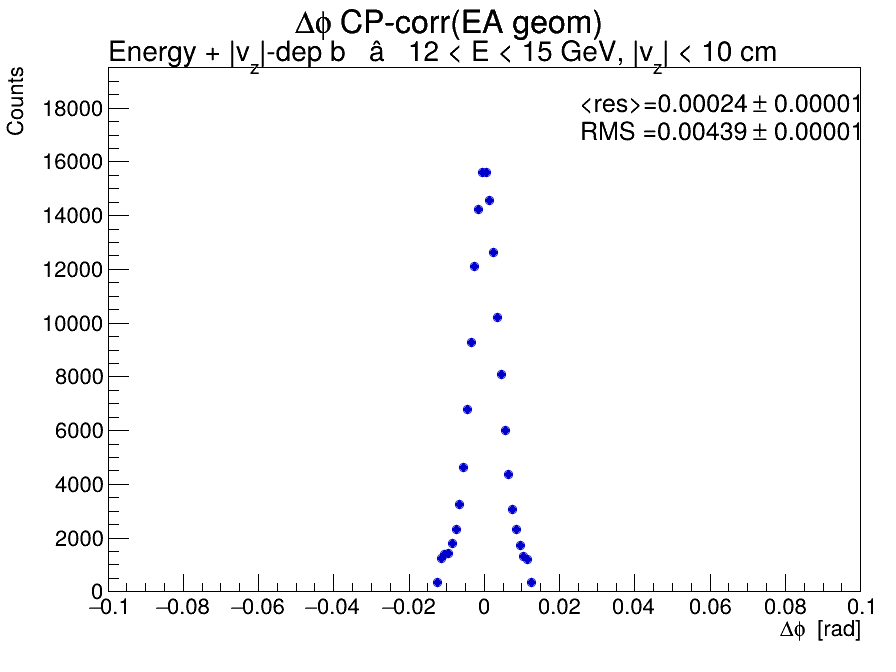 Δϕ CP-corr(EA geom)
Energy + |v_z|-dep b â 12 < E < 15 GeV, |v_z| < 10 cm
Counts
<res>=0.00024 ± 0.00001
RMS =0.00439 ± 0.00001
18000
16000
14000
12000
10000
8000
6000
4000
2000
0
−0.1 −0.08 −0.06 −0.04 −0.02 0 0.02 0.04 0.06 0.08 0.1
Δϕ [rad]